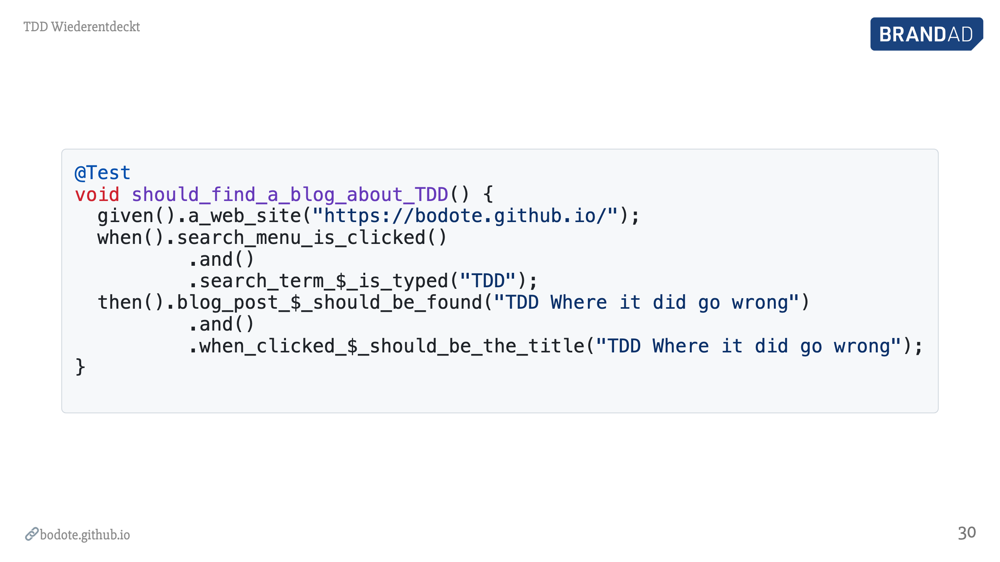 TDD Wiederentdeckt
BRANDAD
@Test
void should_find_a_blog_about_TDD() {
  given().a_web_site("https://bodote.github.io/");
  when().search_menu_is_clicked()
          .and()
          .search_term_$_is_typed("TDD");
  then().blog_post_$_should_be_found("TDD Where it did go wrong")
          .and()
          .when_clicked_$_should_be_the_title("TDD Where it did go wrong");
}
🔗bodote.github.io
30